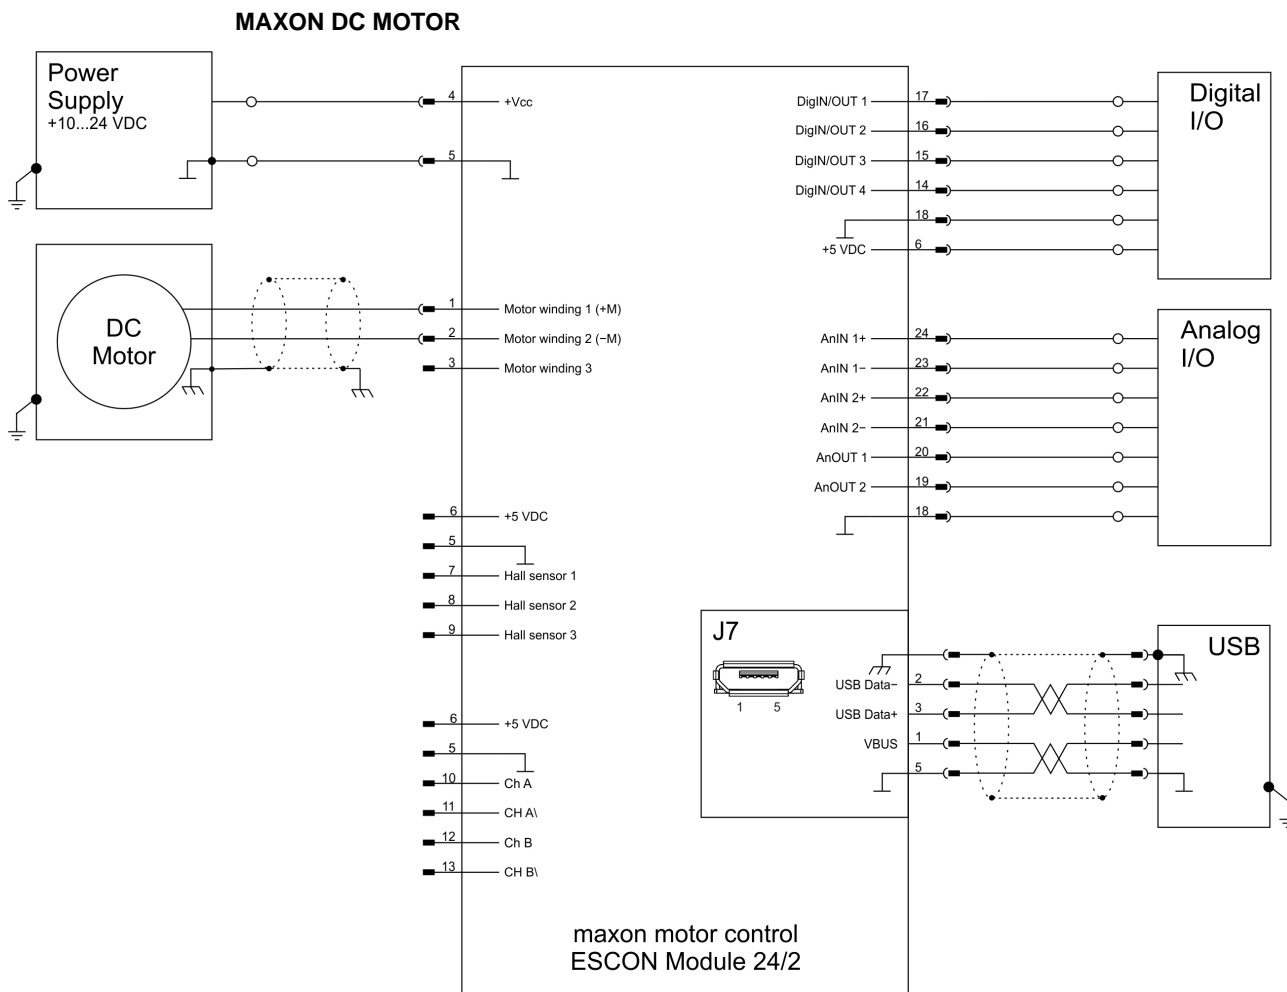 MAXON DC MOTOR
Power
Supply
+10...24 VDC
4 +Vcc
5
DC
Motor
1 Motor winding 1 (+M)
2 Motor winding 2 (−M)
3 Motor winding 3
6 +5 VDC
5
7 Hall sensor 1
8 Hall sensor 2
9 Hall sensor 3
6 +5 VDC
5
10 Ch A
11 CH A\
12 Ch B
13 CH B\
DigIN/OUT 1 17
DigIN/OUT 2 16
DigIN/OUT 3 15
DigIN/OUT 4 14
18
+5 VDC 6
Digital
I/O
AnIN 1+ 24
AnIN 1− 23
AnIN 2+ 22
AnIN 2− 21
AnOUT 1 20
AnOUT 2 19
18
Analog
I/O
J7
1 5
USB Data− 2
USB Data+ 3
VBUS 1
5
USB
maxon motor control
ESCON Module 24/2